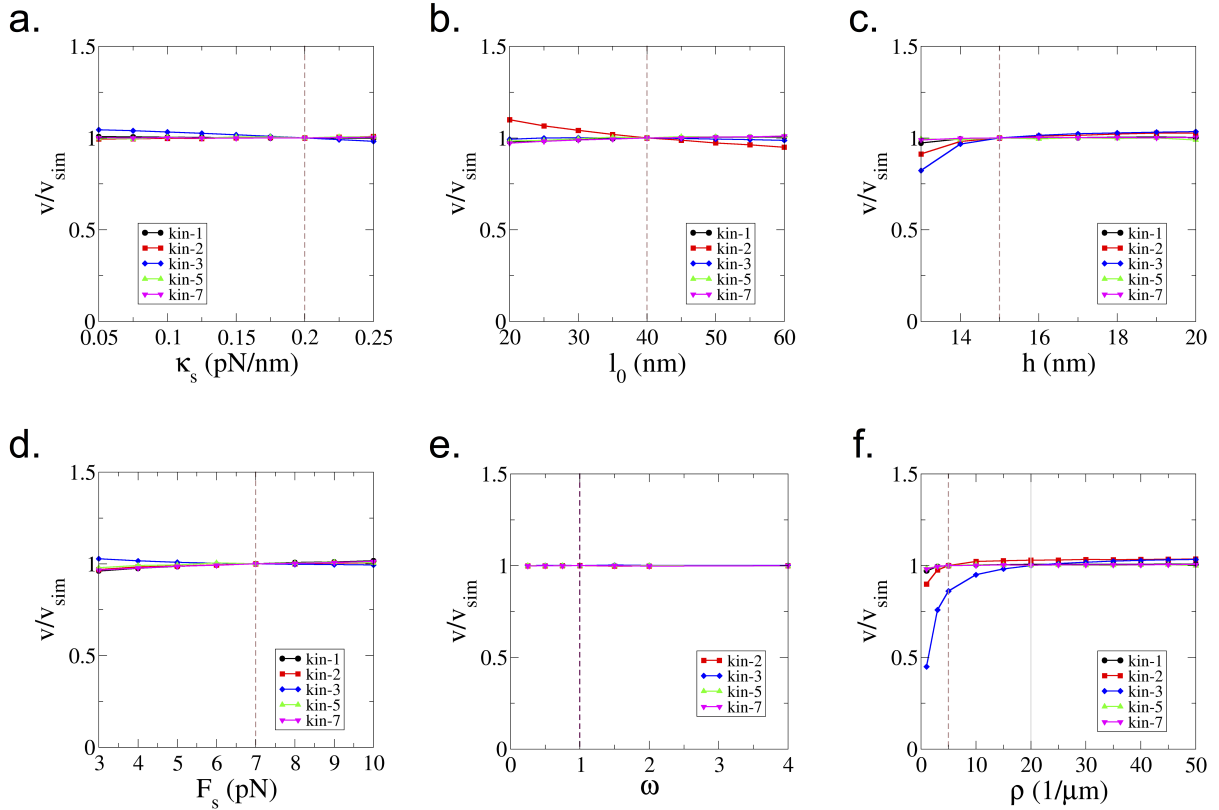 a.
1.5
1
0.5
0
v/v_sim
kin-1
kin-2
kin-3
kin-5
kin-7
0.05 0.1 0.15 0.2 0.25
κ_s (pN/nm)
b.
1.5
1
0.5
0
v/v_sim
kin-1
kin-2
kin-3
kin-5
kin-7
20 30 40 50 60
l_0 (nm)
c.
1.5
1
0.5
0
v/v_sim
kin-1
kin-2
kin-3
kin-5
kin-7
14 16 18 20
h (nm)
d.
1.5
1
0.5
0
v/v_sim
kin-1
kin-2
kin-3
kin-5
kin-7
3 4 5 6 7 8 9 10
F_s (pN)
e.
1.5
1
0.5
0
v/v_sim
kin-2
kin-3
kin-5
kin-7
0 1 2 3 4
ω
f.
1.5
1
0.5
0
v/v_sim
kin-1
kin-2
kin-3
kin-5
kin-7
0 10 20 30 40 50
ρ (1/μm)